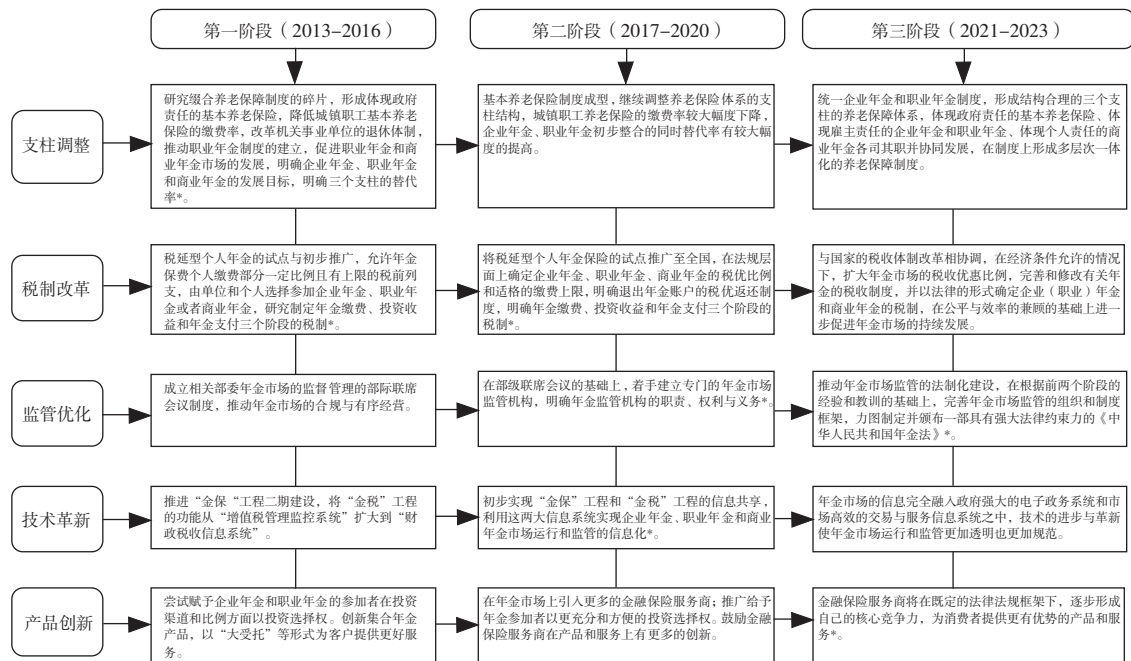 第一阶段（2013-2016）
第二阶段（2017-2020）
第三阶段（2021-2023）
支柱调整
研究缀合养老保障制度的碎片，形成体现政府
责任的基本养老保险，降低城镇职工基本养老
保险的缴费率，改革机关事业单位的退休体制，
推动职业年金制度的建立，促进职业年金和商
业年金市场的发展，明确企业年金、职业年金
和商业年金的发展目标，明确三个支柱的替代
率*。
基本养老保险制度成型，继续调整养老保险体系的支
柱结构，城镇职工养老保险的缴费率较大幅度下降，
企业年金、职业年金初步整合的同时替代率有较大幅
度的提高。
统一企业年金和职业年金制度，形成结构合理的三个支
柱的养老保障体系，体现政府责任的基本养老保险、体
现雇主责任的企业年金和职业年金、体现个人责任的商
业年金各司其职并协同发展，在制度上形成多层次一体
化的养老保障制度。
税制改革
税延型个人年金的试点与初步推广，允许年金
保费个人缴费部分一定比例且有上限的税前列
支，由单位和个人选择参加企业年金、职业年
金或者商业年金，研究制定年金缴费、投资收
益和年金支付三个阶段的税制*。
将税延型个人年金保险的试点推广至全国，在法规层
面上确定企业年金、职业年金、商业年金的税优比例
和适格的缴费上限，明确退出年金账户的税优返还制
度，明确年金缴费、投资收益和年金支付三个阶段的
税制*。
与国家的税收体制改革相协调，在经济条件允许的情况
下，扩大年金市场的税收优惠比例，完善和修改有关年
金的税收制度，并以法律的形式确定企业（职业）年金
和商业年金的税制，在公平与效率的兼顾的基础上进一
步促进年金市场的持续发展。
监管优化
成立相关部委年金市场的监督管理的部际联席
会议制度，推动年金市场的合规与有序经营。
在部级联席会议的基础上，着手建立专门的年金市场
监管机构，明确年金监管机构的职责、权利与义务*。
推动年金市场监管的法制化建设，在根据前两个阶段的
经验和教训的基础上，完善年金市场监管的组织和制度
框架，力图制定并颁布一部具有强大法律约束力的《中
华人民共和国年金法》*。
技术革新
推进“金保“工程二期建设，将“金税”工程
的功能从“增值税管理监控系统”扩大到“财
政税收信息系统”。
初步实现“金保”工程和“金税”工程的信息共享，
利用这两大信息系统实现企业年金、职业年金和商业
年金市场运行和监管的信息化*。
年金市场的信息完全融入政府强大的电子政务系统和市
场高效的交易与服务信息系统之中，技术的进步与革新
使年金市场运行和监管更加透明也更加规范。
产品创新
尝试赋予企业年金和职业年金的参加者在投资
渠道和比例方面以投资选择权。创新集合年金
产品，以“大受托”等形式为客户提供更好服
务。
在年金市场上引入更多的金融保险服务商；推广给予
年金参加者以更充分和方便的投资选择权。鼓励金融
保险服务商在产品和服务上有更多的创新。
金融保险服务商将在既定的法律法规框架下，逐步形成
自己的核心竞争力，为消费者提供更有优势的产品和服
务*。